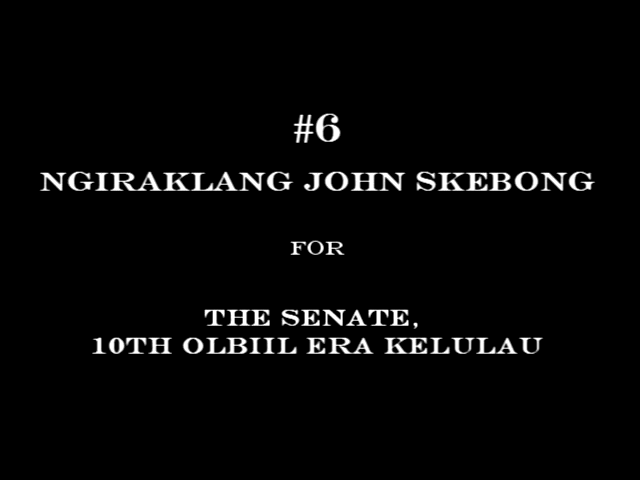 #6
NGIRAKLANG JOHN SKEBONG
FOR
THE SENATE,
10TH OLBIIL ERA KELULAU